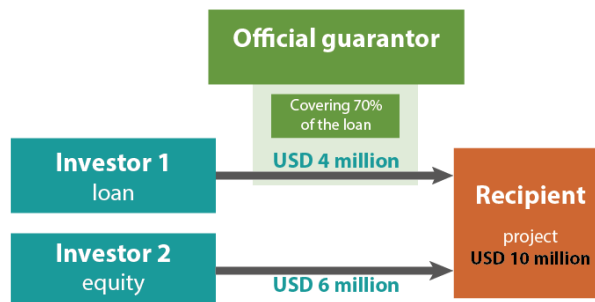 Official guarantor
Covering 70%
of the loan
Investor 1
loan
USD 4 million
Recipient
project
USD 10 million
Investor 2
equity
USD 6 million